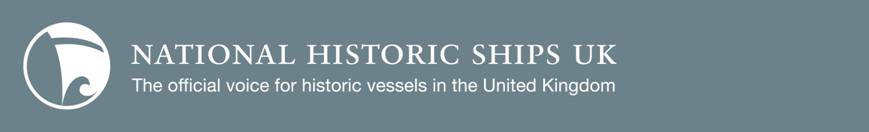 NATIONAL HISTORIC SHIPS UK
The official voice for historic vessels in the United Kingdom